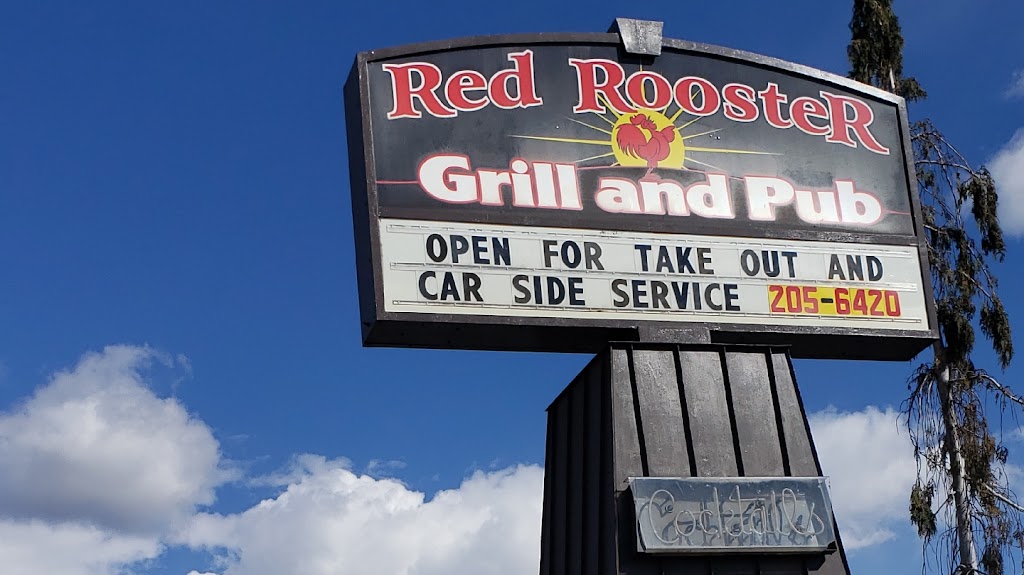 Red Rooster
Grill and Pub
OPEN FOR TAKE OUT AND
CAR SIDE SERVICE 205-6420
Cocktails